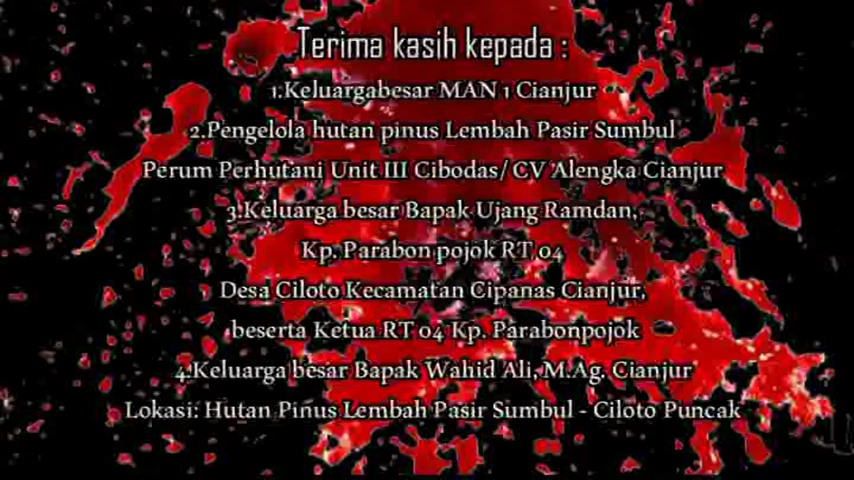 Terima kasih kepada :
1.Keluargabesar MAN 1 Cianjur
2.Pengelola hutan pinus Lembah Pasir Sumbul
Perum Perhutani Unit III Cibodas/ CV Alengka Cianjur
3.Keluarga besar Bapak Ujang Ramdan,
Kp. Parabon pojok RT 04
Desa Ciloto Kecamatan Cipanas Cianjur,
beserta Ketua RT 04 Kp. Parabonpojok
4.Keluarga besar Bapak Wahid Ali, M.Ag. Cianjur
Lokasi: Hutan Pinus Lembah Pasir Sumbul - Ciloto Puncak